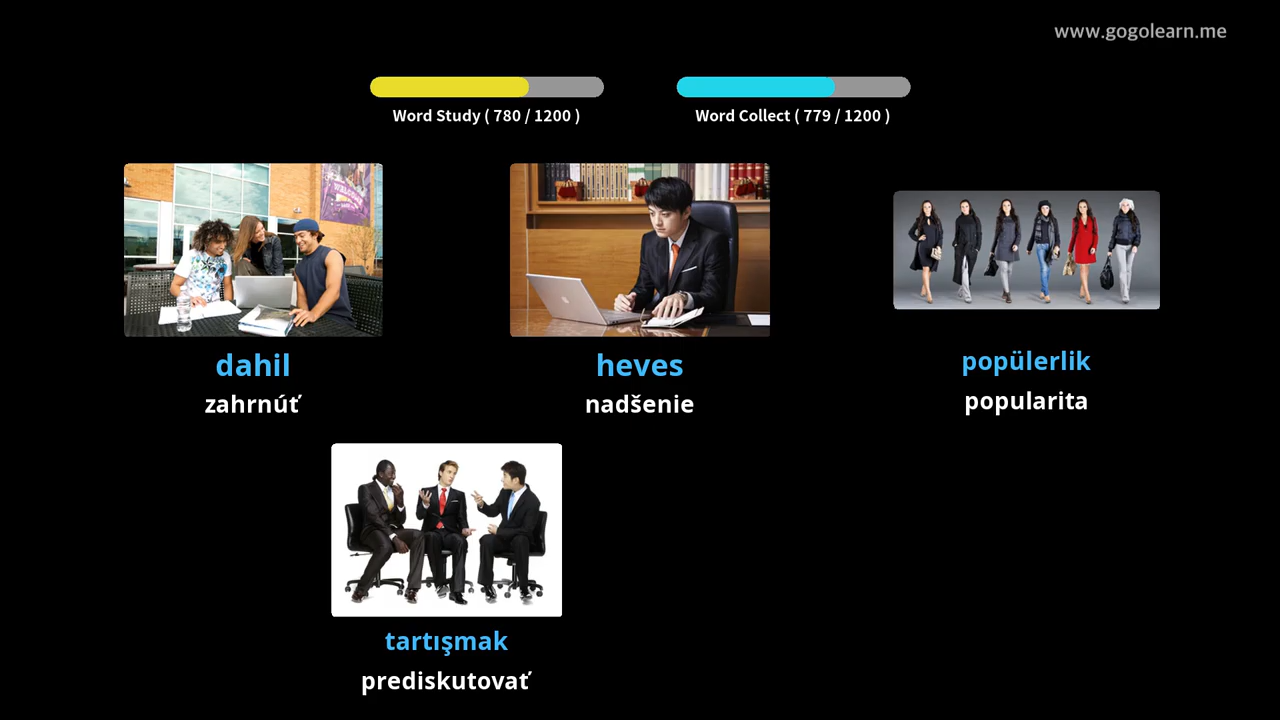 www.gogolearn.me
Word Study ( 780 / 1200 )
Word Collect ( 779 / 1200 )
dahil
zahrnúť
heves
nadšenie
popülerlik
popularita
tartışmak
prediskutovať